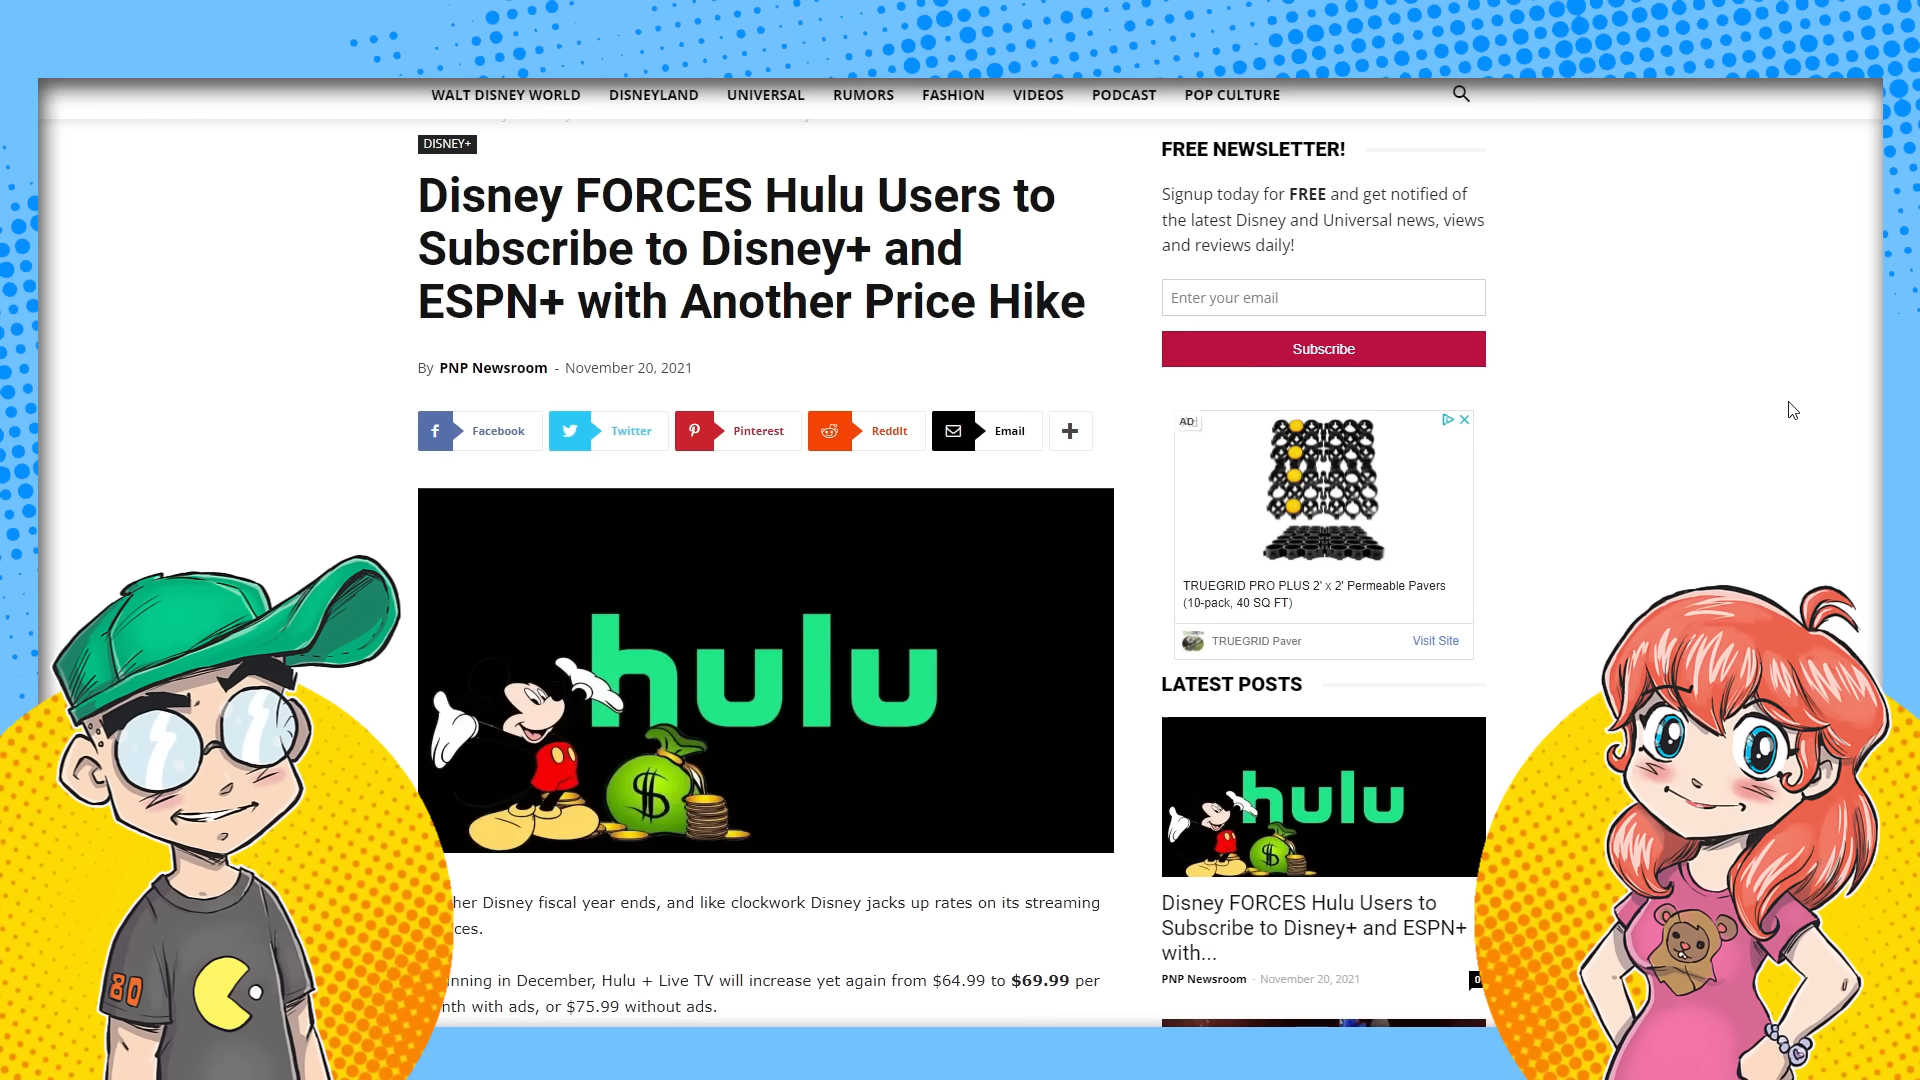 WALT DISNEY WORLD DISNEYLAND UNIVERSAL RUMORS FASHION VIDEOS PODCAST POP CULTURE
DISNEY+
Disney FORCES Hulu Users to
Subscribe to Disney+ and
ESPN+ with Another Price Hike
By PNP Newsroom - November 20, 2021
Facebook Twitter Pinterest ReddIt Email
hulu
$
her Disney fiscal year ends, and like clockwork Disney jacks up rates on its streaming
ces.
nning in December, Hulu + Live TV will increase yet again from $64.99 to $69.99 per
nth with ads, or $75.99 without ads.
FREE NEWSLETTER!
Signup today for FREE and get notified of
the latest Disney and Universal news, views
and reviews daily!
Enter your email
Subscribe
AD
TRUEGRID PRO PLUS 2' x 2' Permeable Pavers
(10-pack, 40 SQ FT)
TRUEGRID Paver Visit Site
LATEST POSTS
hulu
$
Disney FORCES Hulu Users to
Subscribe to Disney+ and ESPN+
with...
PNP Newsroom - November 20, 2021 0
80